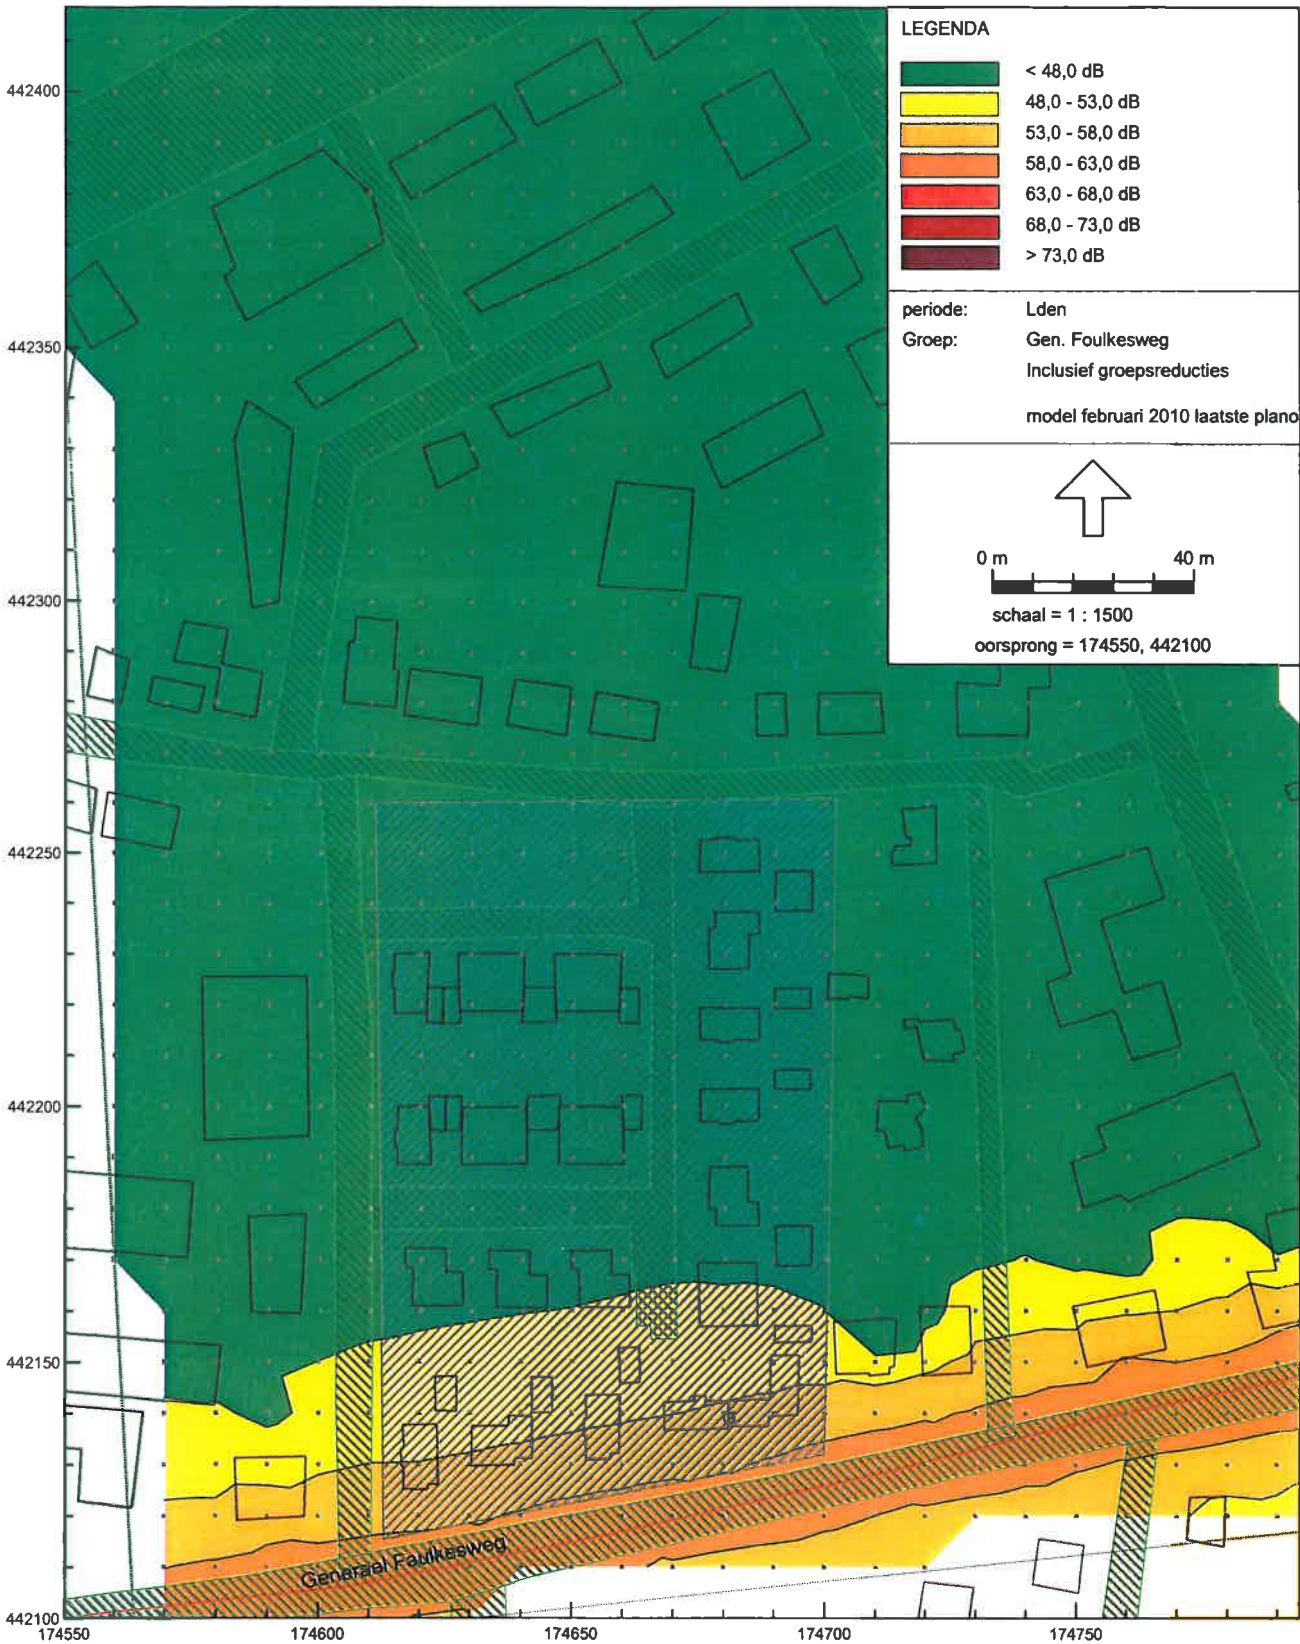 LEGENDA
< 48,0 dB
48,0 - 53,0 dB
53,0 - 58,0 dB
58,0 - 63,0 dB
63,0 - 68,0 dB
68,0 - 73,0 dB
> 73,0 dB
periode: Lden
Groep: Gen. Foulkesweg
Inclusief groepsreducties
model februari 2010 laatste plano
0 m 40 m
schaal = 1 : 1500
oorsprong = 174550, 442100
442400
442350
442300
442250
442200
442150
442100
Generaal Faulkesweg
174550 174600 174650 174700 174750